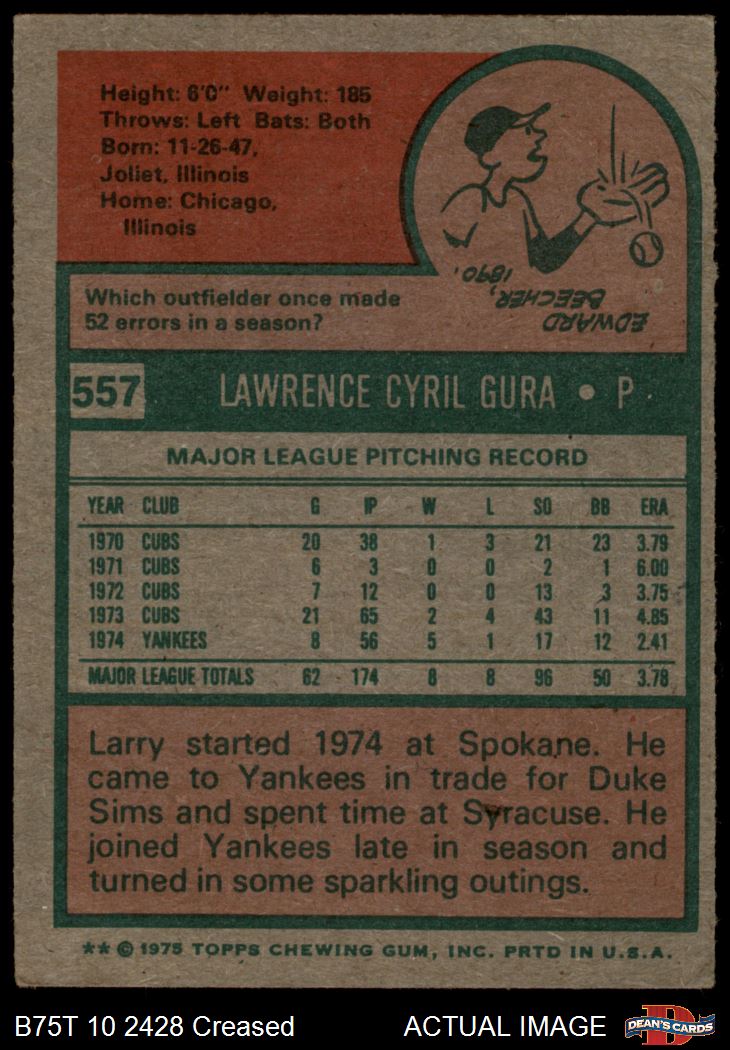 Height: 6'0" Weight: 185
Throws: Left Bats: Both
Born: 11-26-47,
Joliet, Illinois
Home: Chicago,
Illinois
Which outfielder once made
52 errors in a season?
EDWARD
BEECHER,
1890.
557 LAWRENCE CYRIL GURA • P
MAJOR LEAGUE PITCHING RECORD
YEAR CLUB G IP W L SO BB ERA
1970 CUBS 20 38 1 3 21 23 3.79
1971 CUBS 6 3 0 0 2 1 6.00
1972 CUBS 7 12 0 0 13 3 3.75
1973 CUBS 21 65 2 4 43 11 4.85
1974 YANKEES 8 56 5 1 17 12 2.41
MAJOR LEAGUE TOTALS 62 174 8 8 96 50 3.78
Larry started 1974 at Spokane. He
came to Yankees in trade for Duke
Sims and spent time at Syracuse. He
joined Yankees late in season and
turned in some sparkling outings.
** © 1975 TOPPS CHEWING GUM, INC. PRTD IN U.S.A.
B75T 10 2428 Creased ACTUAL IMAGE
DEAN'S CARDS